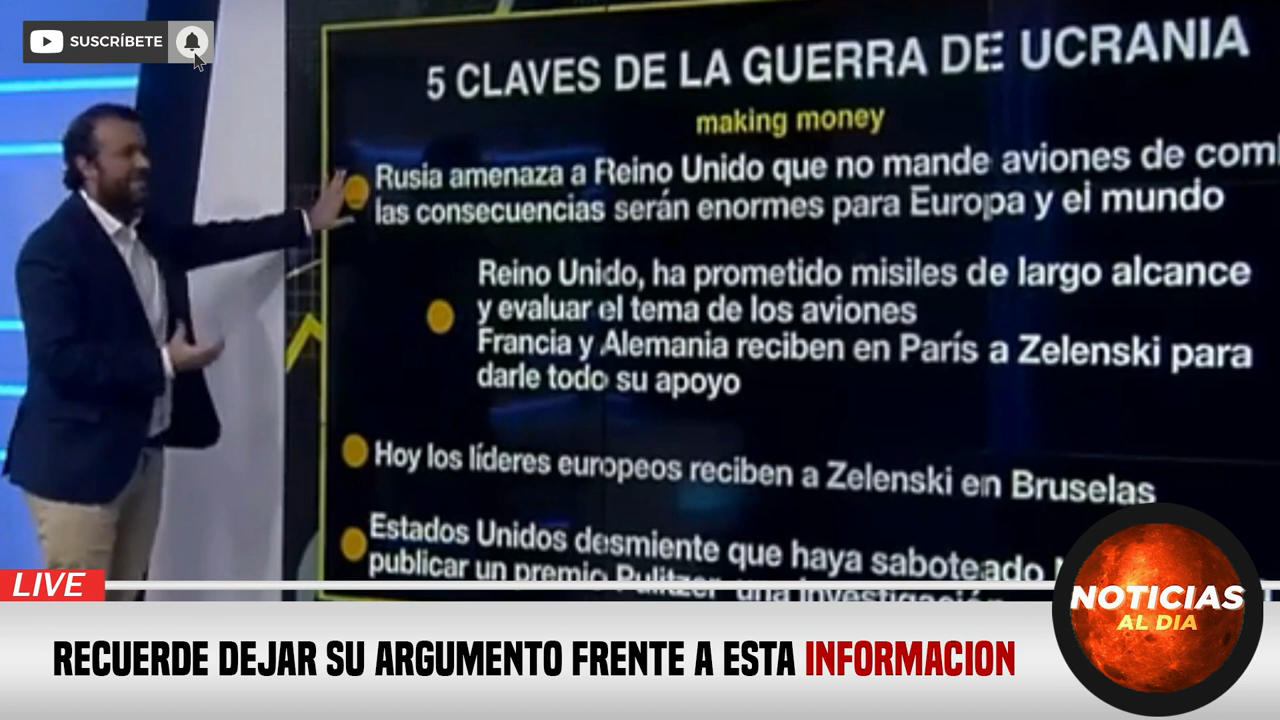 SUSCRÍBETE
5 CLAVES DE LA GUERRA DE UCRANIA
making money
Rusia amenaza a Reino Unido que no mande aviones de
las consecuencias serán enormes para Europa y el mundo
Reino Unido, ha prometido misiles de largo alcance
y evaluar el tema de los aviones
Francia y Alemania reciben en París a Zelenski para
darle todo su apoyo
Hoy los líderes europeos reciben a Zelenski en Bruselas
Estados Unidos desmiente que haya saboteado
publicar un premio Pulitzer una investigación
LIVE
NOTICIAS
AL DIA
RECUERDE DEJAR SU ARGUMENTO FRENTE A ESTA INFORMACION